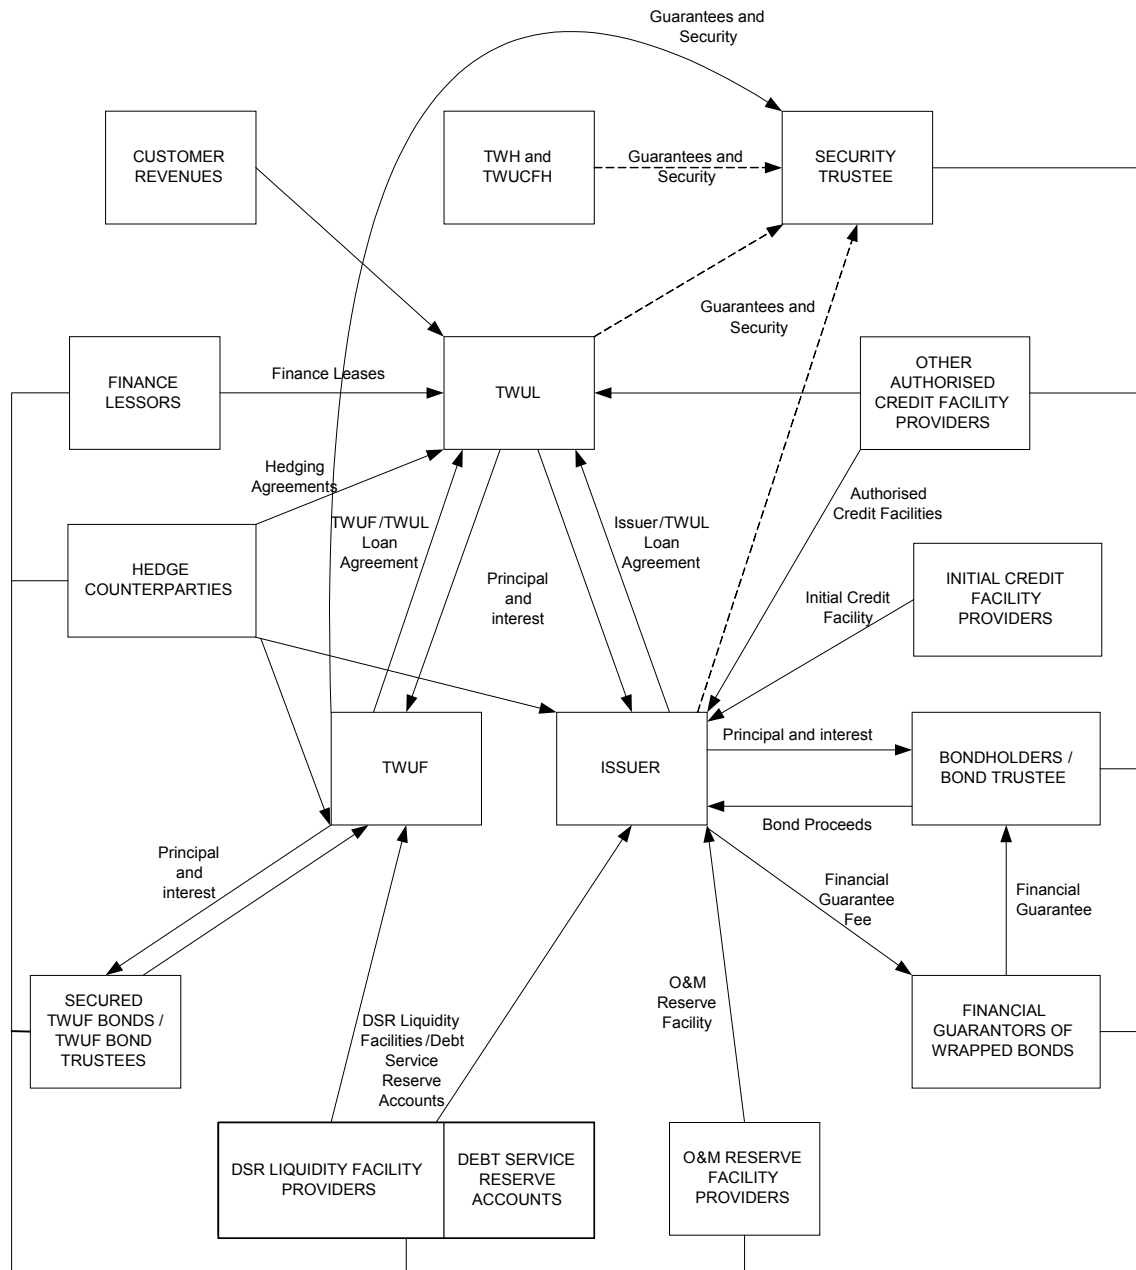 Guarantees and
Security
CUSTOMER
REVENUES
TWH and
TWUCFH
Guarantees and
Security
SECURITY
TRUSTEE
Guarantees and
Security
FINANCE
LESSORS
Finance Leases
TWUL
OTHER
AUTHORISED
CREDIT FACILITY
PROVIDERS
Hedging
Agreements
Authorised
Credit Facilities
TWUF/TWUL
Loan
Agreement
Issuer/TWUL
Loan
Agreement
HEDGE
COUNTERPARTIES
Principal
and
interest
Initial Credit
Facility
INITIAL CREDIT
FACILITY
PROVIDERS
TWUF
ISSUER
Principal and interest
BONDHOLDERS /
BOND TRUSTEE
Bond Proceeds
Principal
and
interest
Financial
Guarantee
Fee
Financial
Guarantee
SECURED
TWUF BONDS /
TWUF BOND
TRUSTEES
DSR Liquidity
Facilities/Debt
Service
Reserve
Accounts
O&M
Reserve
Facility
FINANCIAL
GUARANTORS OF
WRAPPED BONDS
DSR LIQUIDITY FACILITY
PROVIDERS
DEBT SERVICE
RESERVE
ACCOUNTS
O&M RESERVE
FACILITY
PROVIDERS